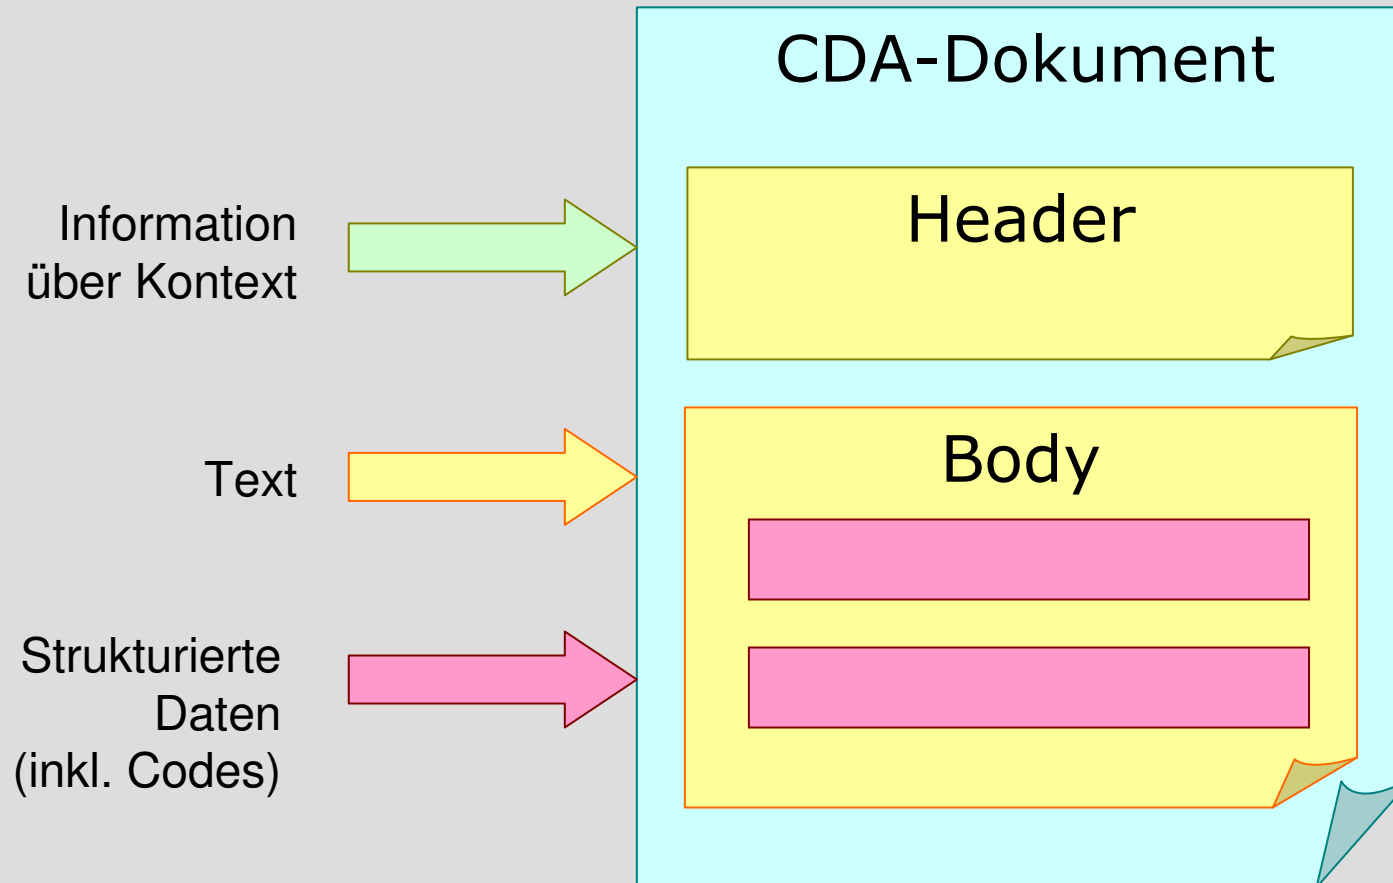 CDA-Dokument
Information
über Kontext
Header
Text
Body
Strukturierte
Daten
(inkl. Codes)